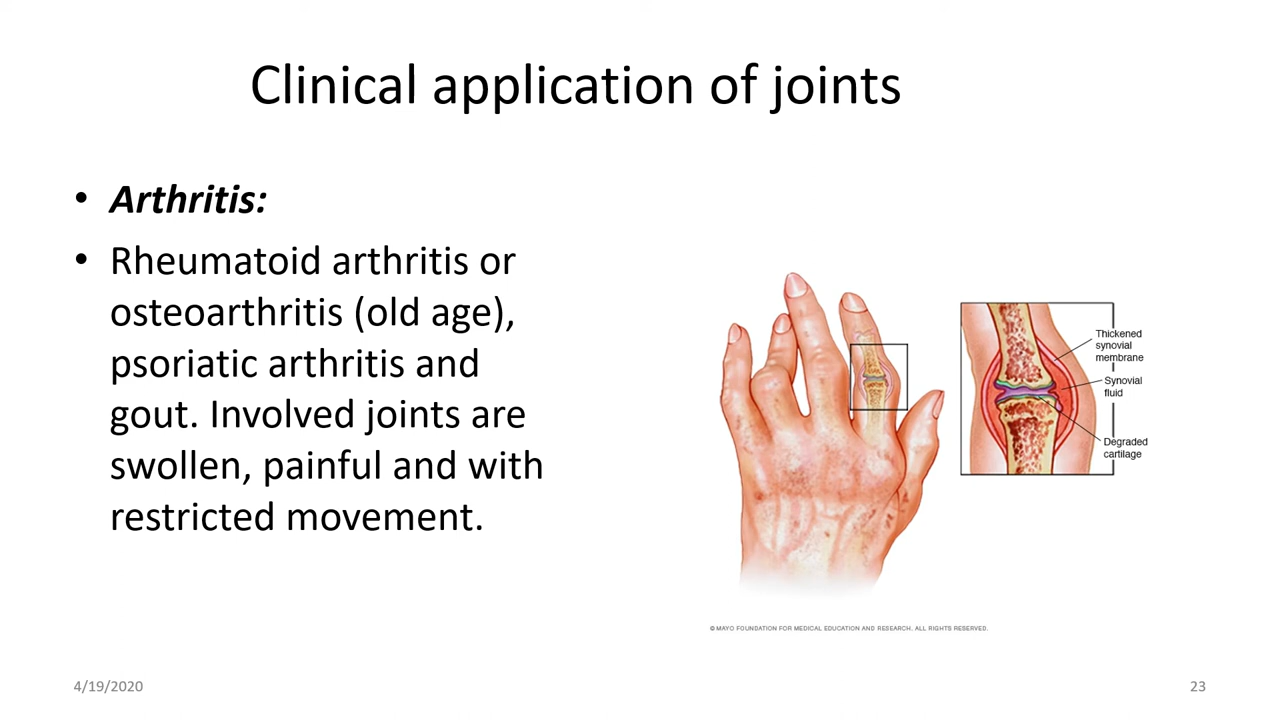 Clinical application of joints
• Arthritis:
• Rheumatoid arthritis or
osteoarthritis (old age),
psoriatic arthritis and
gout. Involved joints are
swollen, painful and with
restricted movement.
Thickened
synovial
membrane
Synovial
fluid
Degraded
cartilage
© MAYO FOUNDATION FOR MEDICAL EDUCATION AND RESEARCH. ALL RIGHTS RESERVED.
4/19/2020
23